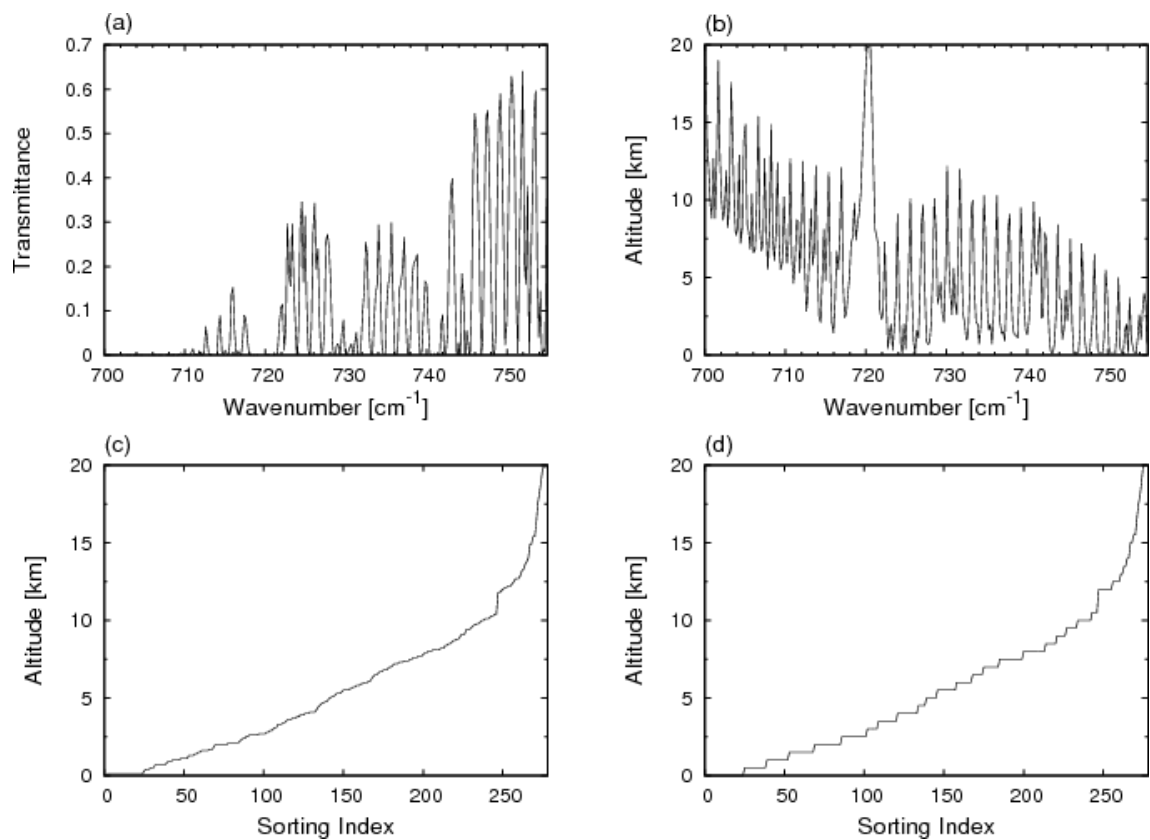 (a)
0.7
0.6
0.5
0.4
0.3
0.2
0.1
0
Transmittance
700 710 720 730 740 750
Wavenumber [cm-1]
(b)
20
15
10
5
0
Altitude [km]
700 710 720 730 740 750
Wavenumber [cm-1]
(c)
20
15
10
5
0
Altitude [km]
0 50 100 150 200 250
Sorting Index
(d)
20
15
10
5
0
Altitude [km]
0 50 100 150 200 250
Sorting Index